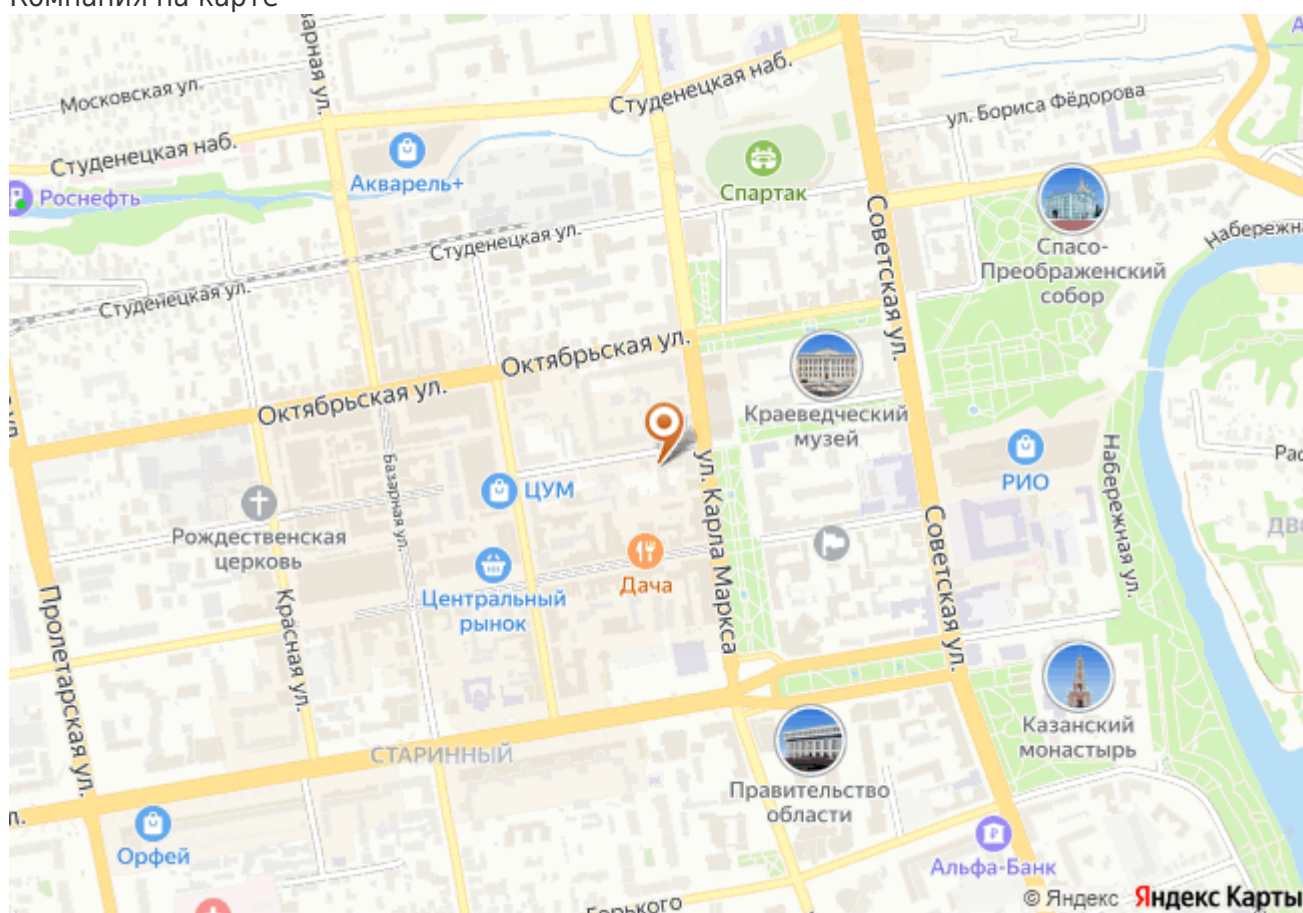 Компания на карте
Московская ул.
Студенецкая наб.
Студенецкая наб.
ул. Бориса Фёдорова
Акварель+
Роснефть
Спартак
Студенецкая ул.
Студенецкая ул.
Советская ул.
Спасо-
Преображенский
собор
Октябрьская ул.
Октябрьская ул.
Краеведческий
музей
Базарная ул.
ЦУМ
ул. Карла Маркса
РИО
Набережная ул.
Рождественская
церковь
Советская ул.
Дача
Центральный
рынок
Пролетарская ул.
Красная ул.
Казанский
монастырь
СТАРИННЫЙ
Правительство
области
Орфей
Альфа-Банк
© Яндекс Яндекс Карты